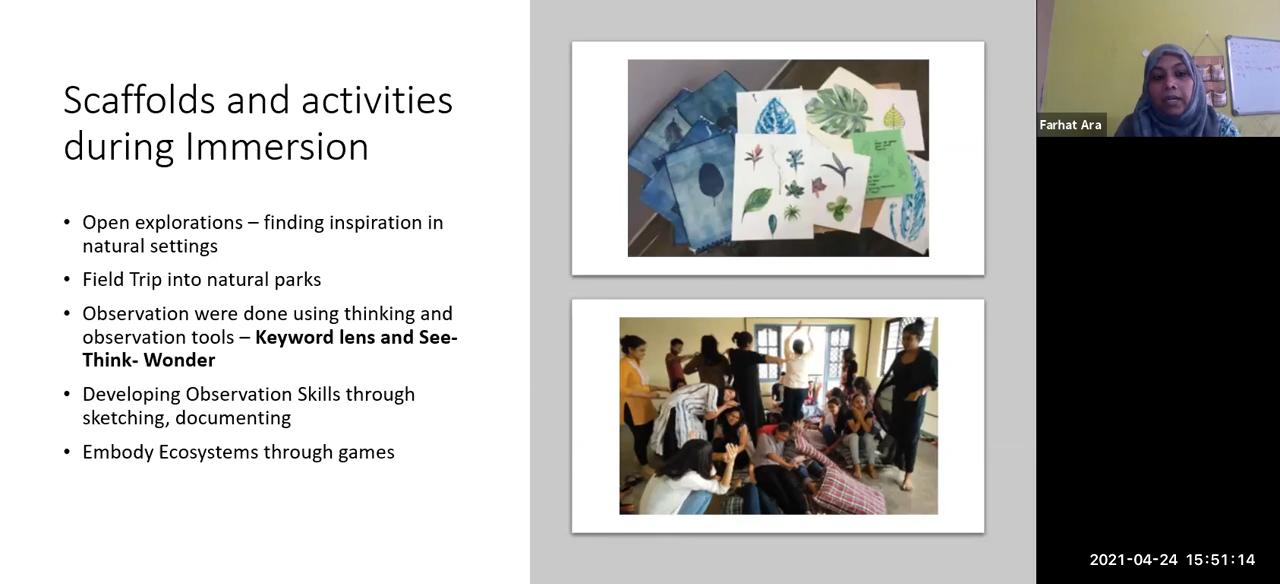 Scaffolds and activities
during Immersion
• Open explorations – finding inspiration in
natural settings
• Field Trip into natural parks
• Observation were done using thinking and
observation tools – Keyword lens and See-
Think- Wonder
• Developing Observation Skills through
sketching, documenting
• Embody Ecosystems through games
Farhat Ara
2021-04-24 15:51:14